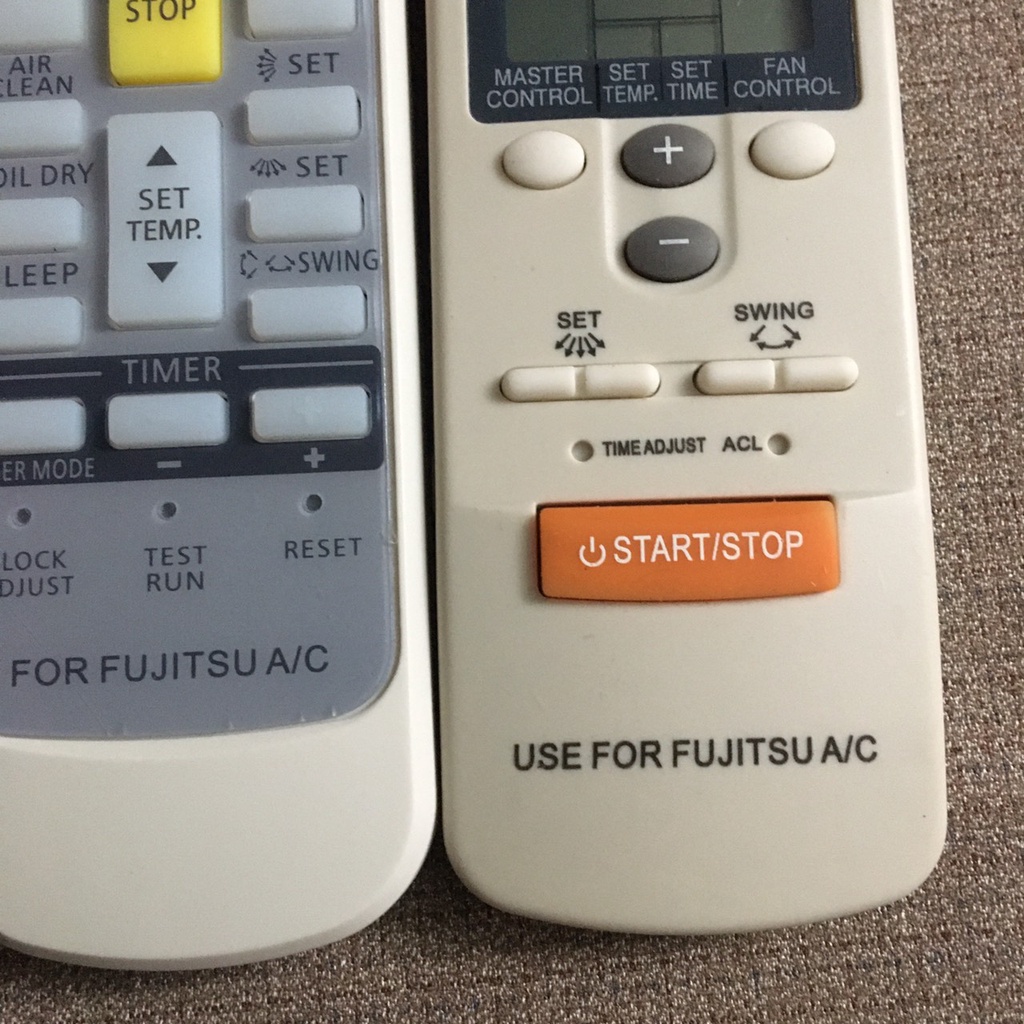 STOP
AIR
CLEAN
SET
OIL DRY
SET
SET
TEMP.
SLEEP
SWING
TIMER
ER MODE
−
+
LOCK
DJUST
TEST
RUN
RESET
FOR FUJITSU A/C
MASTER
CONTROL
SET
TEMP.
SET
TIME
FAN
CONTROL
+
−
SET
SWING
TIME ADJUST
ACL
START/STOP
USE FOR FUJITSU A/C